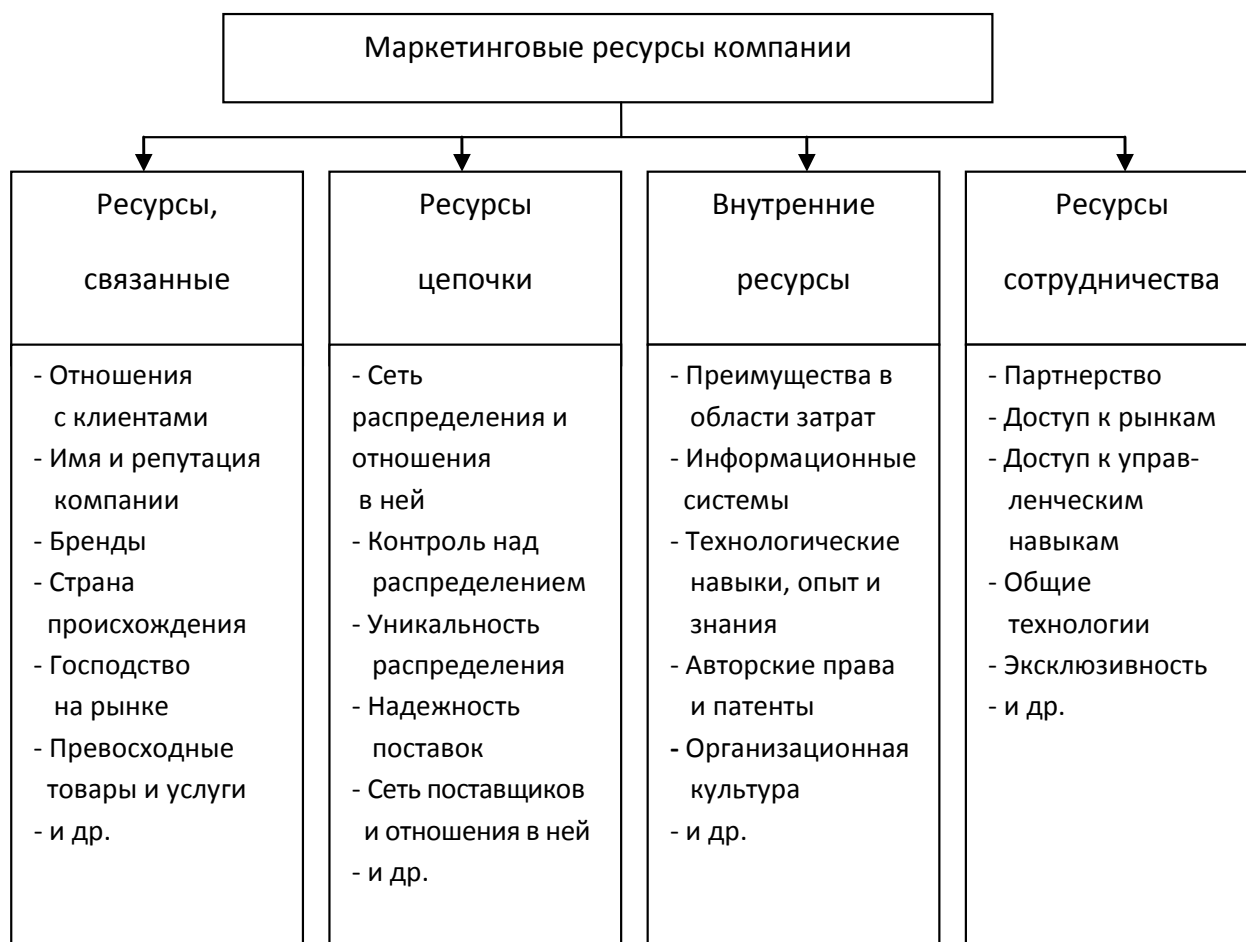 Маркетинговые ресурсы компании
Ресурсы,
связанные
- Отношения
с клиентами
- Имя и репутация
компании
- Бренды
- Страна
происхождения
- Господство
на рынке
- Превосходные
товары и услуги
- и др.
Ресурсы
цепочки
- Сеть
распределения и
отношения
в ней
- Контроль над
распределением
- Уникальность
распределения
- Надежность
поставок
- Сеть поставщиков
и отношения в ней
- и др.
Внутренние
ресурсы
- Преимущества в
области затрат
- Информационные
системы
- Технологические
навыки, опыт и
знания
- Авторские права
и патенты
- Организационная
культура
- и др.
Ресурсы
сотрудничества
- Партнерство
- Доступ к рынкам
- Доступ к управ-
ленческим
навыкам
- Общие
технологии
- Эксклюзивность
- и др.